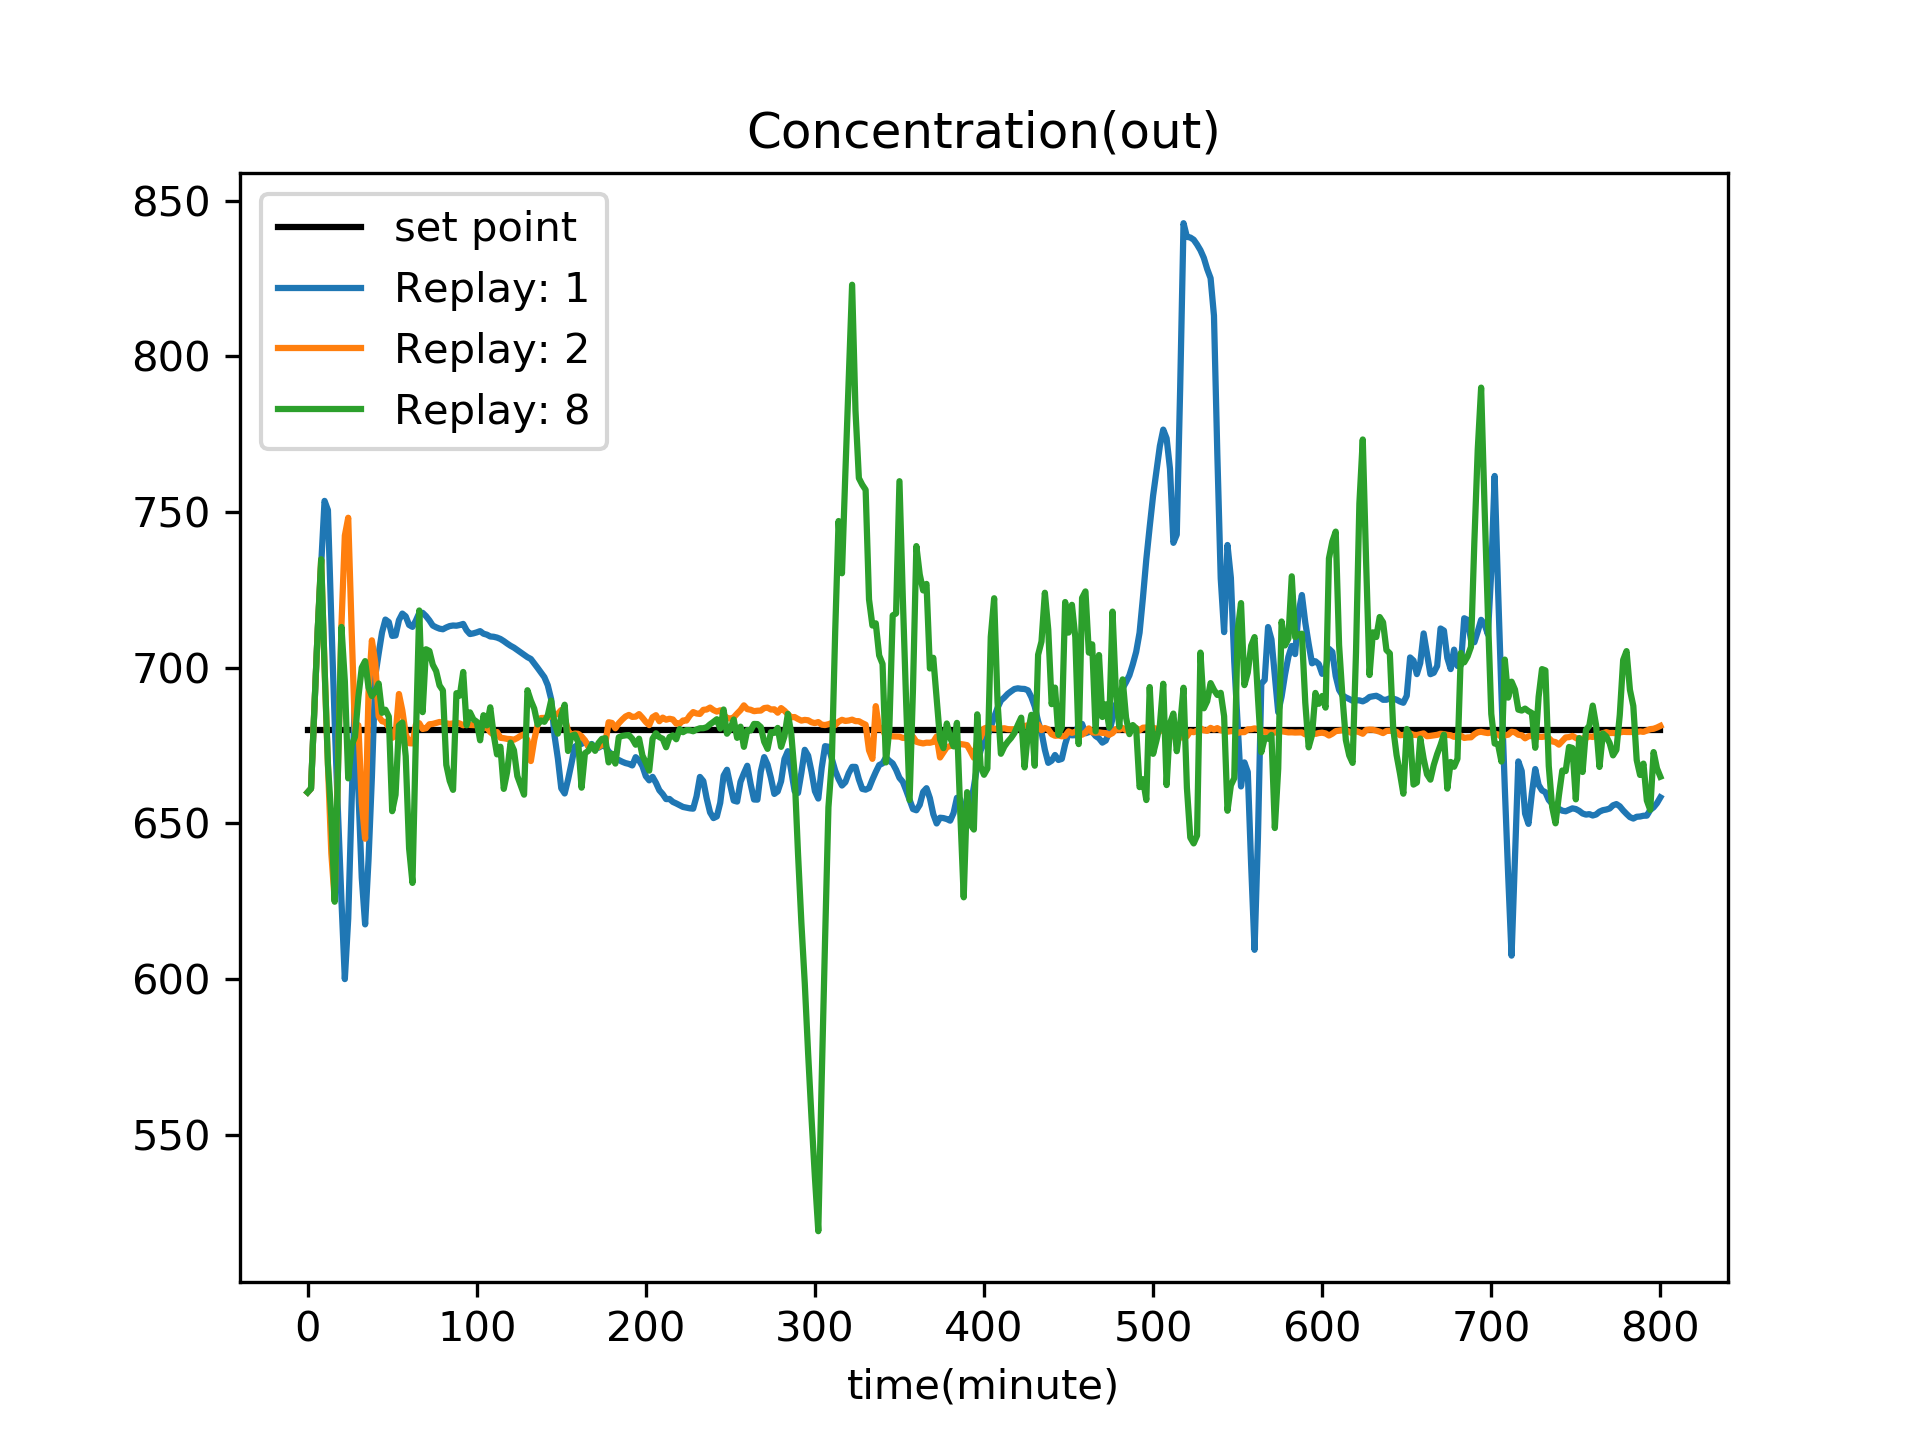 Concentration(out)
850
800
750
700
650
600
550
set point
Replay: 1
Replay: 2
Replay: 8
0 100 200 300 400 500 600 700 800
time(minute)